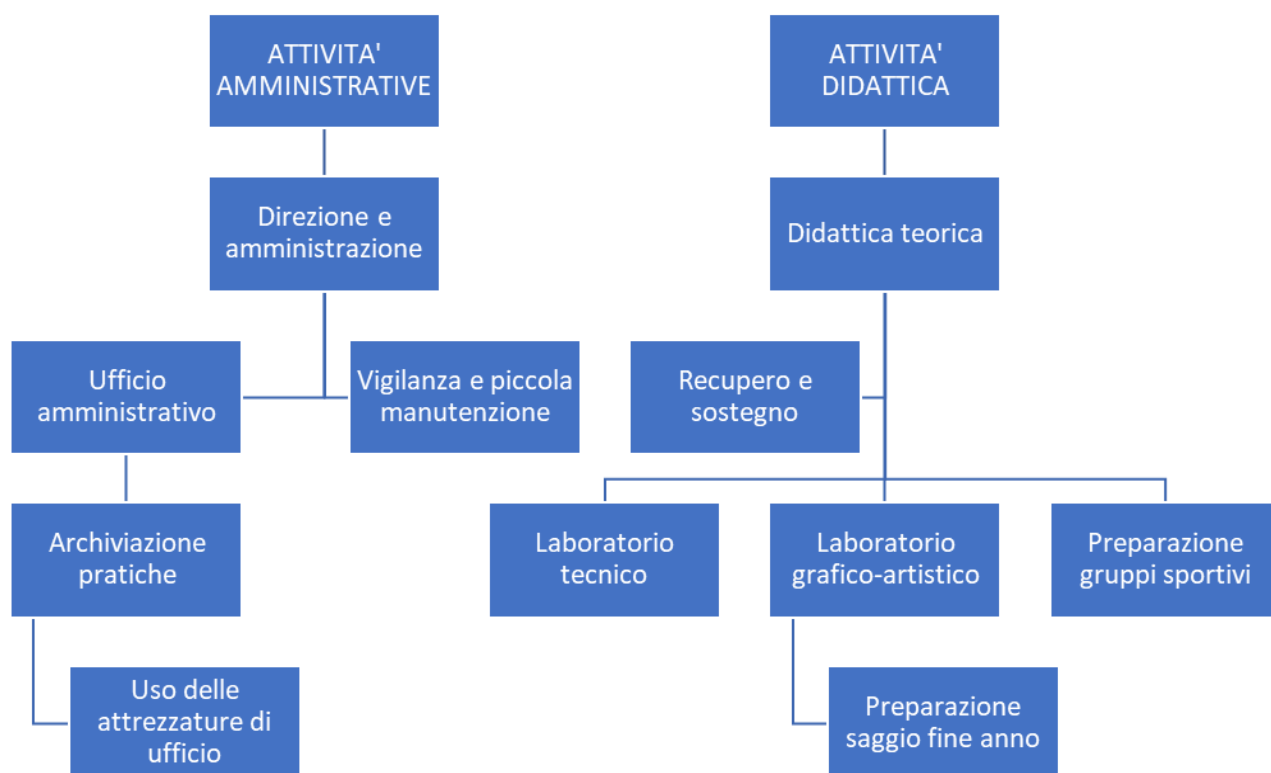 ATTIVITA'
AMMINISTRATIVE
ATTIVITA'
DIDATTICA
Direzione e
amministrazione
Didattica teorica
Ufficio
amministrativo
Vigilanza e piccola
manutenzione
Recupero e
sostegno
Archiviazione
pratiche
Laboratorio
tecnico
Laboratorio
grafico-artistico
Preparazione
gruppi sportivi
Uso delle
attrezzature di
ufficio
Preparazione
saggio fine anno